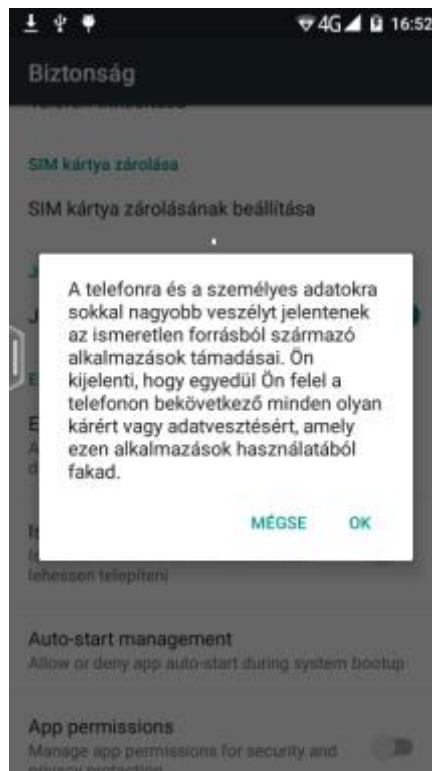 4G 16:52
Biztonság
SIM kártya zárolása
SIM kártya zárolásának beállítása
A telefonra és a személyes adatokra
sokkal nagyobb veszélyt jelentenek
az ismeretlen forrásból származó
alkalmazások támadásai. Ön
kijelenti, hogy egyedül Ön felel a
telefonon bekövetkező minden olyan
kárért vagy adatvesztésért, amely
ezen alkalmazások használatából
fakad.
MÉGSE OK
lehessen telepíteni
Auto-start management
Allow or deny app auto-start during system bootup
App permissions
Manage app permissions for security and
privacy protection